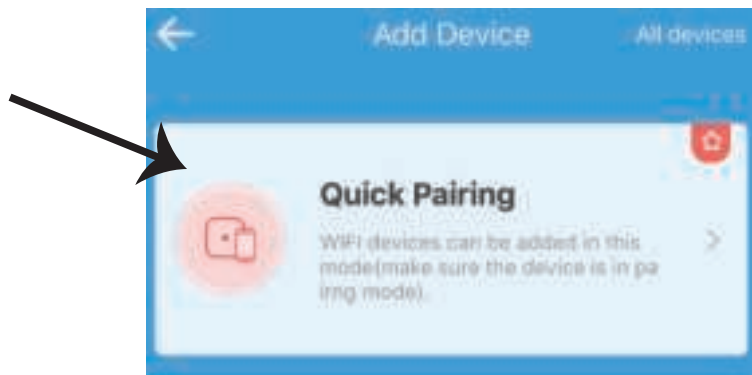 Add Device All devices
Quick Pairing
WIFI devices can be added in this
mode(make sure the device is in pa
irng mode).